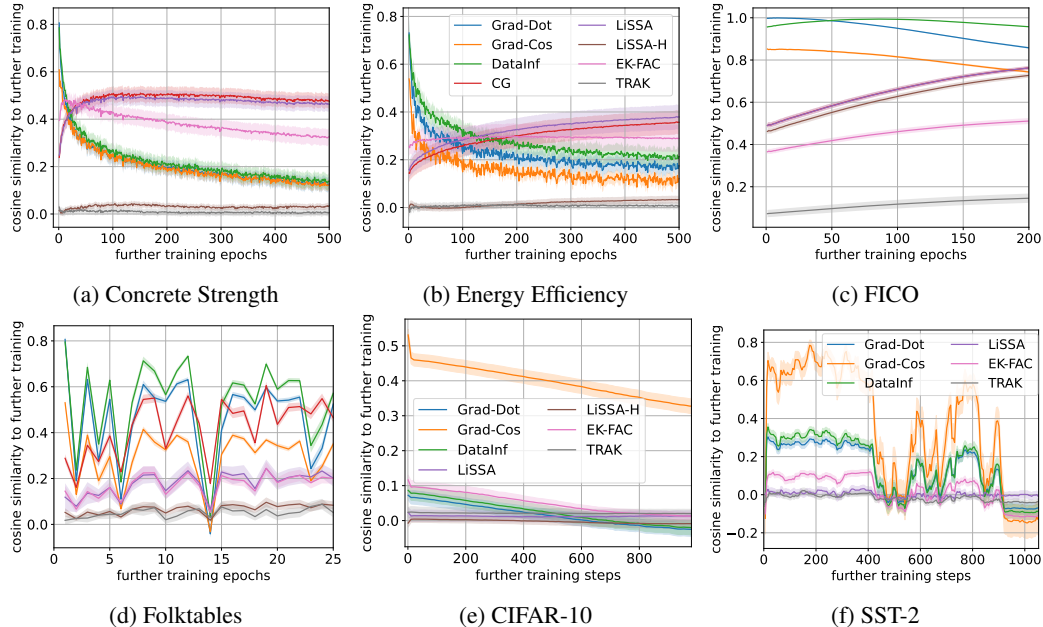 cosine similarity to further training
0.8
0.6
0.4
0.2
0.0
0 100 200 300 400 500
further training epochs
(a) Concrete Strength
cosine similarity to further training
0.8
0.6
0.4
0.2
0.0
Grad-Dot
Grad-Cos
DataInf
CG
LiSSA
LiSSA-H
EK-FAC
TRAK
0 100 200 300 400 500
further training epochs
(b) Energy Efficiency
cosine similarity to further training
1.0
0.8
0.6
0.4
0.2
0 50 100 150 200
further training epochs
(c) FICO
cosine similarity to further training
0.8
0.6
0.4
0.2
0.0
0 5 10 15 20 25
further training epochs
(d) Folktables
cosine similarity to further training
0.5
0.4
0.3
0.2
0.1
0.0
Grad-Dot
Grad-Cos
DataInf
LiSSA
LiSSA-H
EK-FAC
TRAK
0 200 400 600 800
further training steps
(e) CIFAR-10
cosine similarity to further training
0.8
0.6
0.4
0.2
0.0
−0.2
Grad-Dot
Grad-Cos
DataInf
LiSSA
EK-FAC
TRAK
0 200 400 600 800 1000
further training steps
(f) SST-2